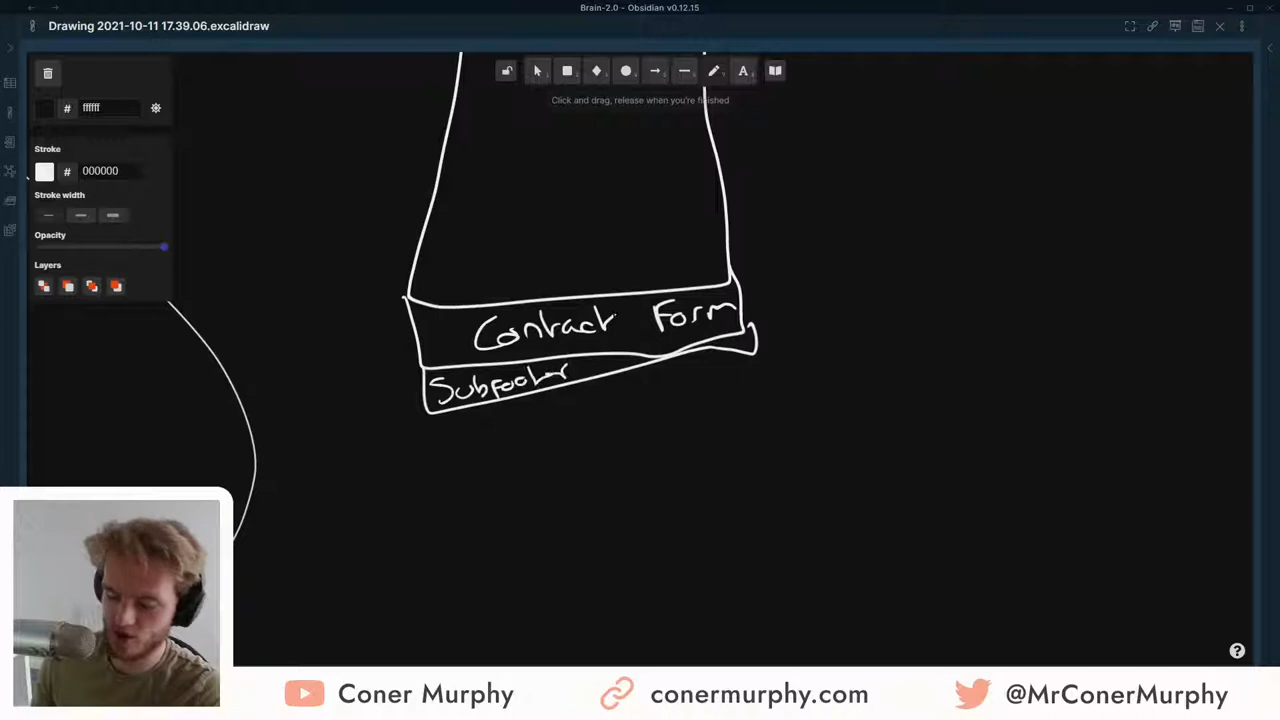 Brain-2.0 - Obsidian v0.12.15
Drawing 2021-10-11 17.39.06.excalidraw
Click and drag, release when you're finished
# ffffff
Stroke
# 000000
Stroke width
Opacity
Layers
Contract Form
Subfooter
Coner Murphy
conermurphy.com
@MrConerMurphy